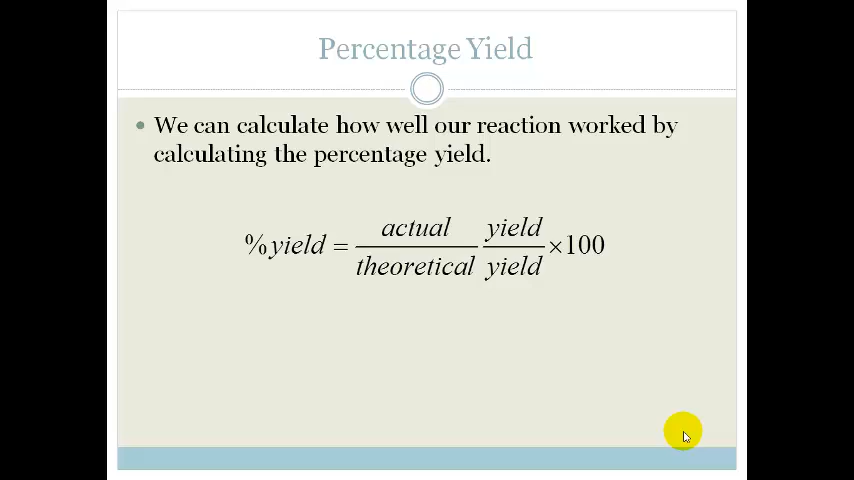 Percentage Yield
We can calculate how well our reaction worked by
calculating the percentage yield.
%yield = actual/theoretical yield/yield ×100